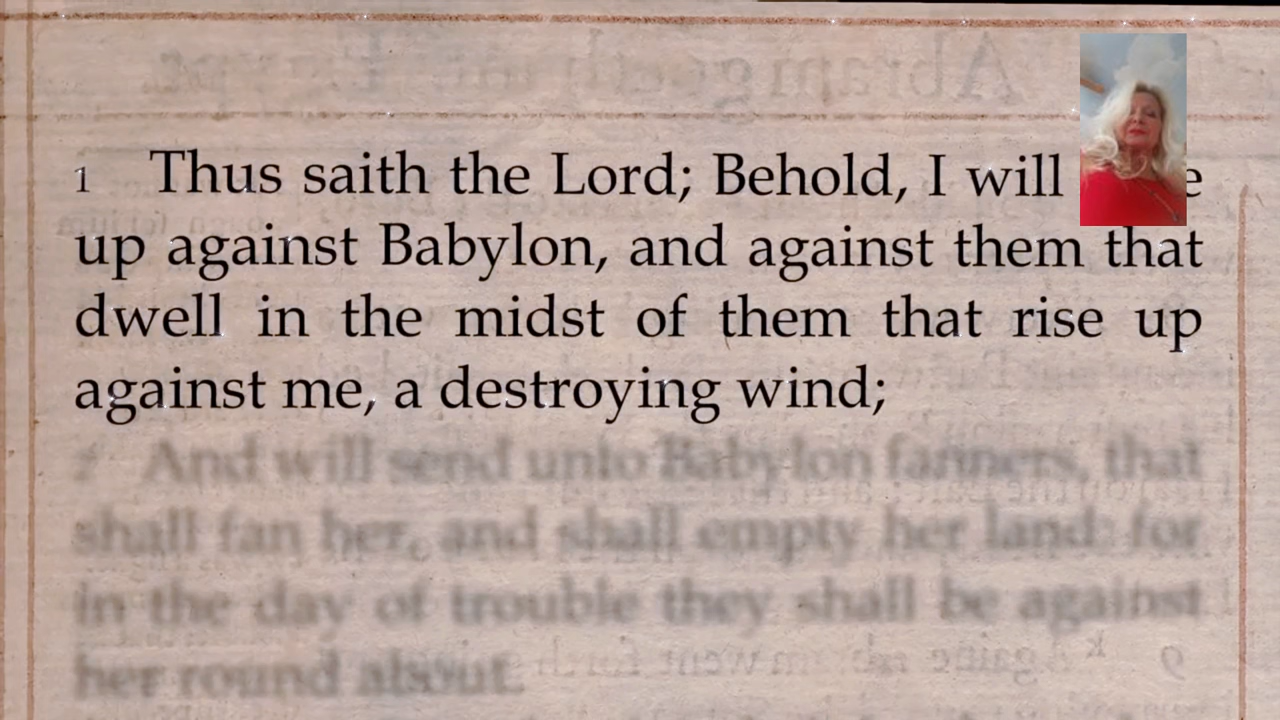 1 Thus saith the Lord; Behold, I will
up against Babylon, and against them that
dwell in the midst of them that rise up
against me, a destroying wind;
And will send unto Babylon fanners, that
shall fan her, and shall empty her land: for
in the day of trouble they shall be against
her round about.